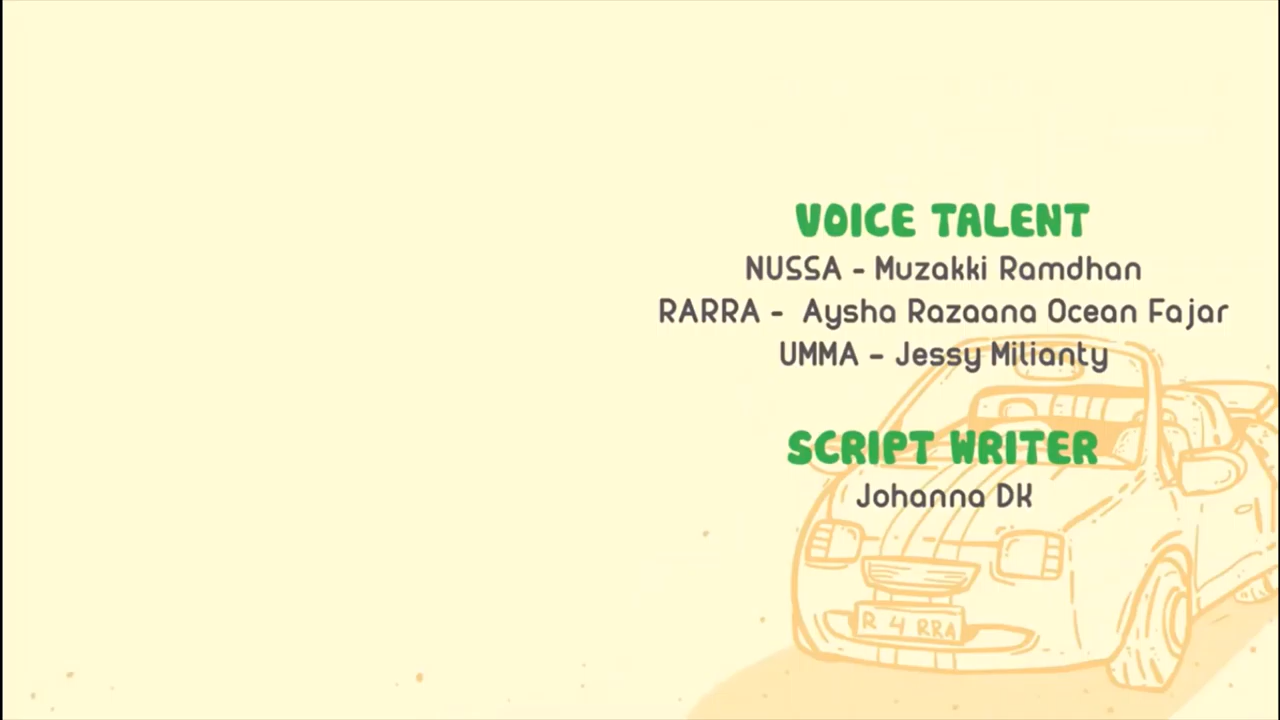 VOICE TALENT
NUSSA - Muzakki Ramdhan
RARRA - Aysha Razaana Ocean Fajar
UMMA - Jessy Milianty
SCRIPT WRITER
Johanna DK
R 4 RRA